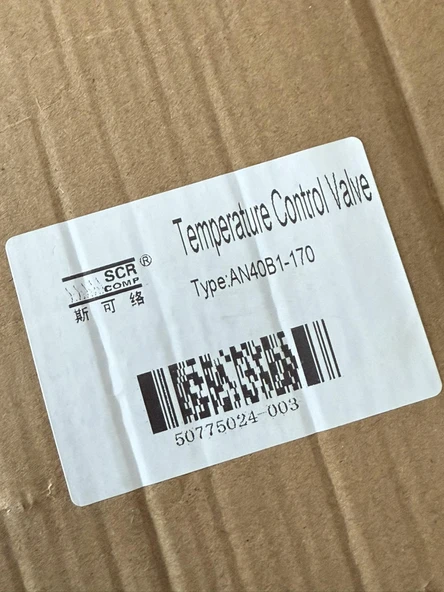 Temperature Control Valve
SCR®
COMP
斯可络
Type:AN40B1-170
50775024-003